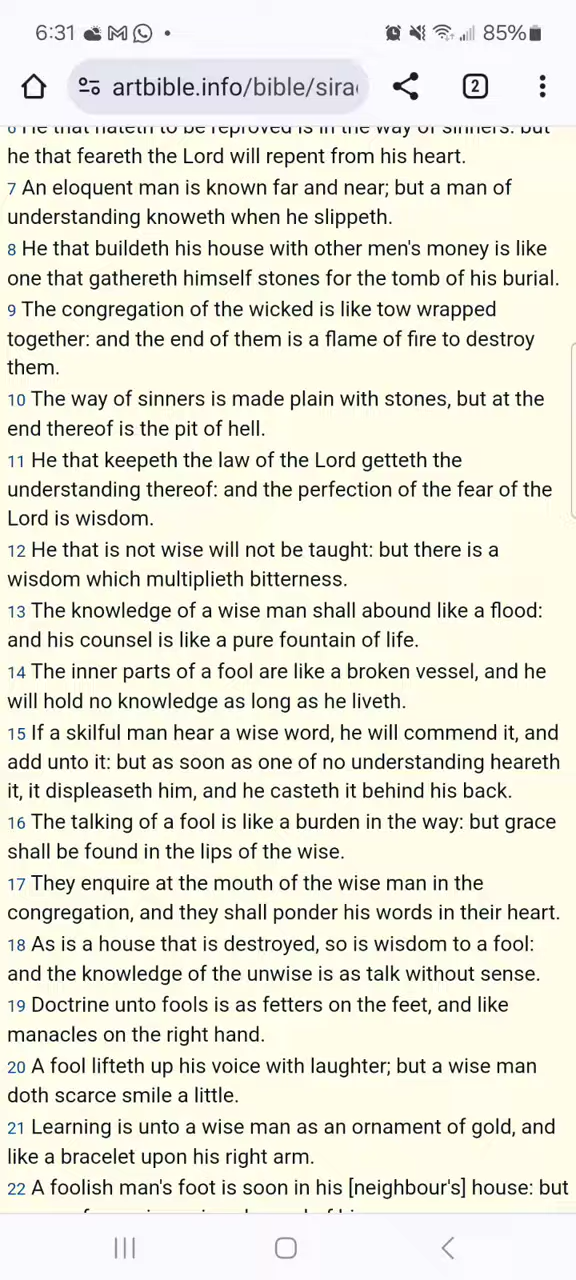 6:31
85%
artbible.info/bible/sira
2
6 He that hateth to be reproved is in the way of sinners: but
he that feareth the Lord will repent from his heart.
7 An eloquent man is known far and near; but a man of
understanding knoweth when he slippeth.
8 He that buildeth his house with other men's money is like
one that gathereth himself stones for the tomb of his burial.
9 The congregation of the wicked is like tow wrapped
together: and the end of them is a flame of fire to destroy
them.
10 The way of sinners is made plain with stones, but at the
end thereof is the pit of hell.
11 He that keepeth the law of the Lord getteth the
understanding thereof: and the perfection of the fear of the
Lord is wisdom.
12 He that is not wise will not be taught: but there is a
wisdom which multiplieth bitterness.
13 The knowledge of a wise man shall abound like a flood:
and his counsel is like a pure fountain of life.
14 The inner parts of a fool are like a broken vessel, and he
will hold no knowledge as long as he liveth.
15 If a skilful man hear a wise word, he will commend it, and
add unto it: but as soon as one of no understanding heareth
it, it displeaseth him, and he casteth it behind his back.
16 The talking of a fool is like a burden in the way: but grace
shall be found in the lips of the wise.
17 They enquire at the mouth of the wise man in the
congregation, and they shall ponder his words in their heart.
18 As is a house that is destroyed, so is wisdom to a fool:
and the knowledge of the unwise is as talk without sense.
19 Doctrine unto fools is as fetters on the feet, and like
manacles on the right hand.
20 A fool lifteth up his voice with laughter; but a wise man
doth scarce smile a little.
21 Learning is unto a wise man as an ornament of gold, and
like a bracelet upon his right arm.
22 A foolish man's foot is soon in his [neighbour's] house: but